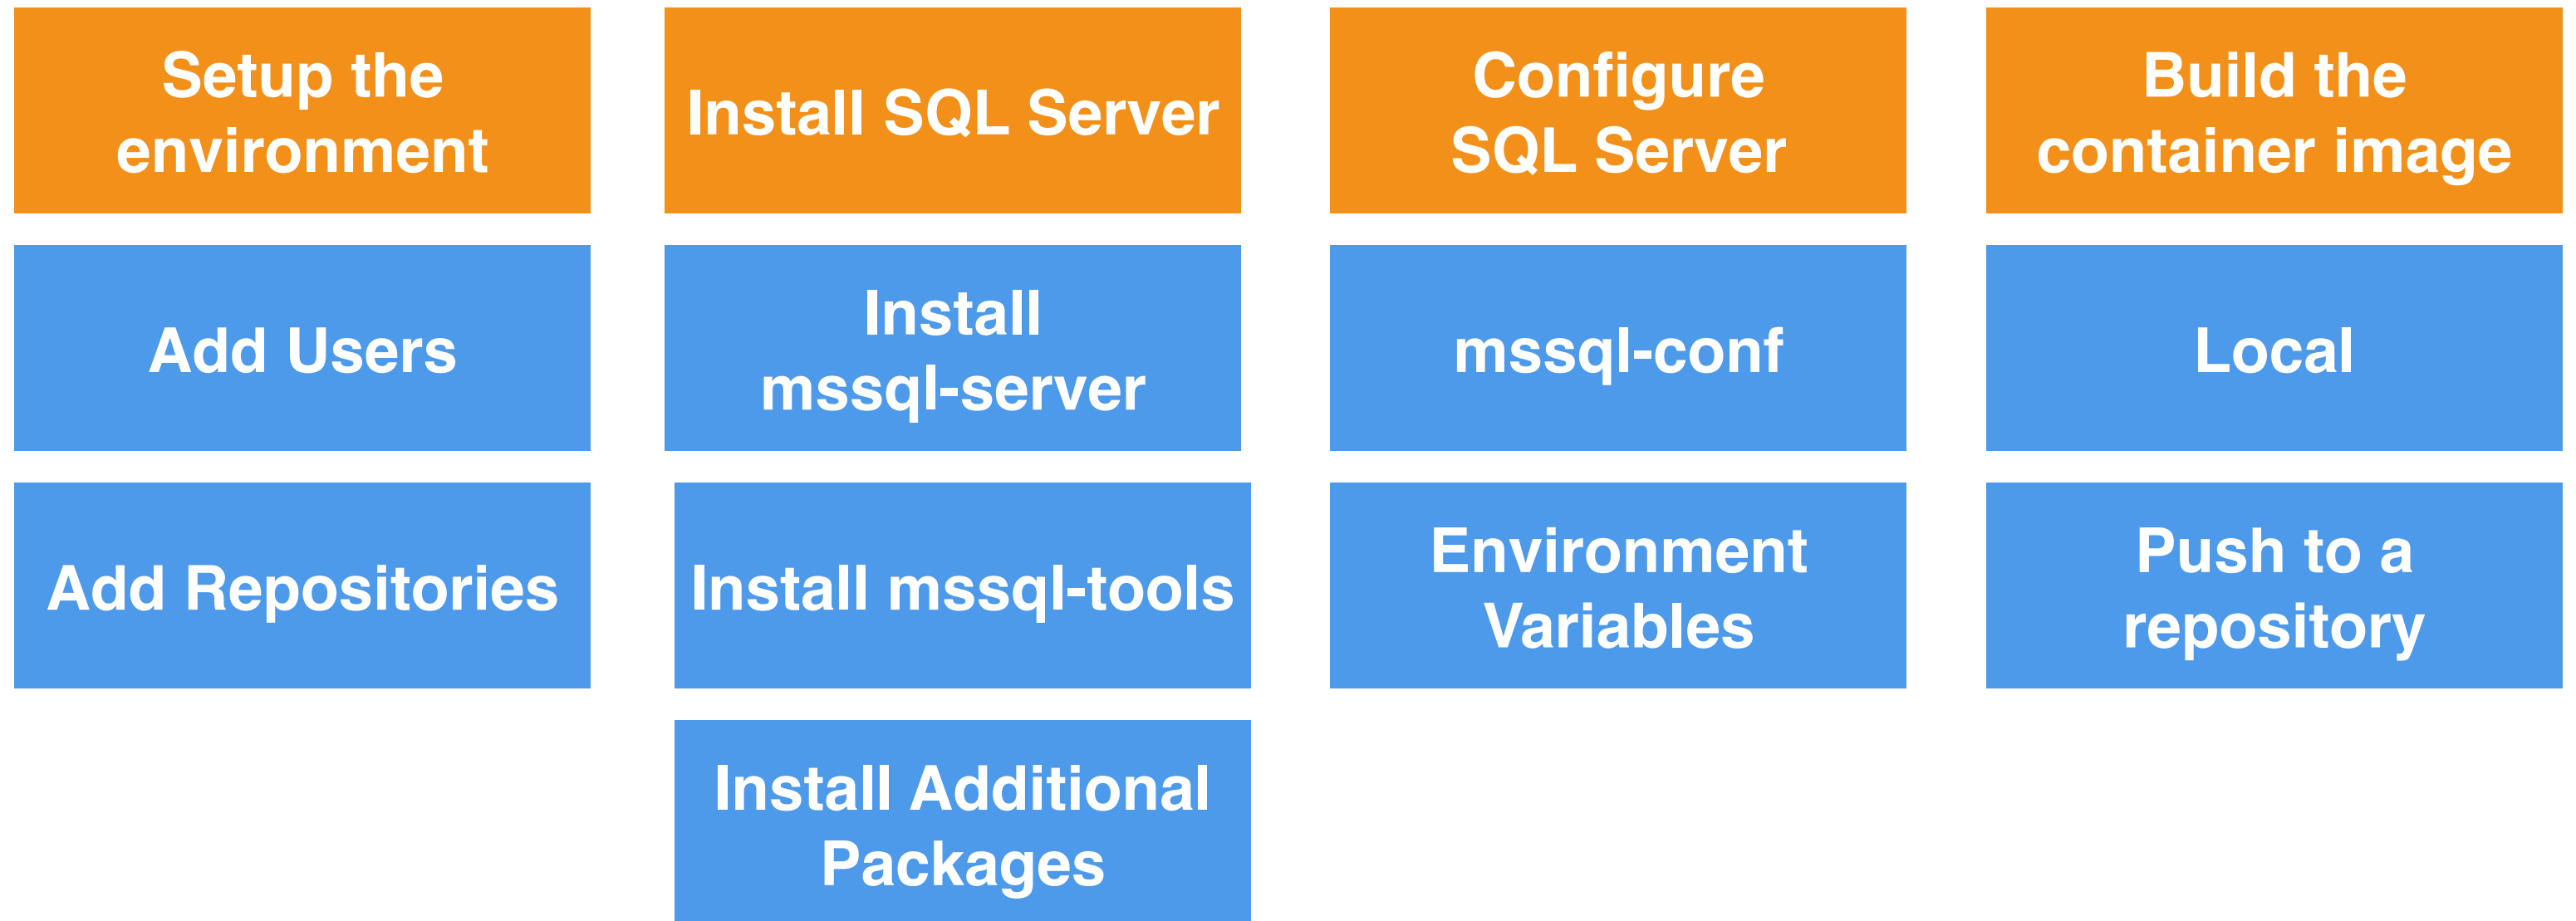 Setup the
environment
Add Users
Add Repositories
Install SQL Server
Install
mssql-server
Install mssql-tools
Install Additional
Packages
Configure
SQL Server
mssql-conf
Environment
Variables
Build the
container image
Local
Push to a
repository